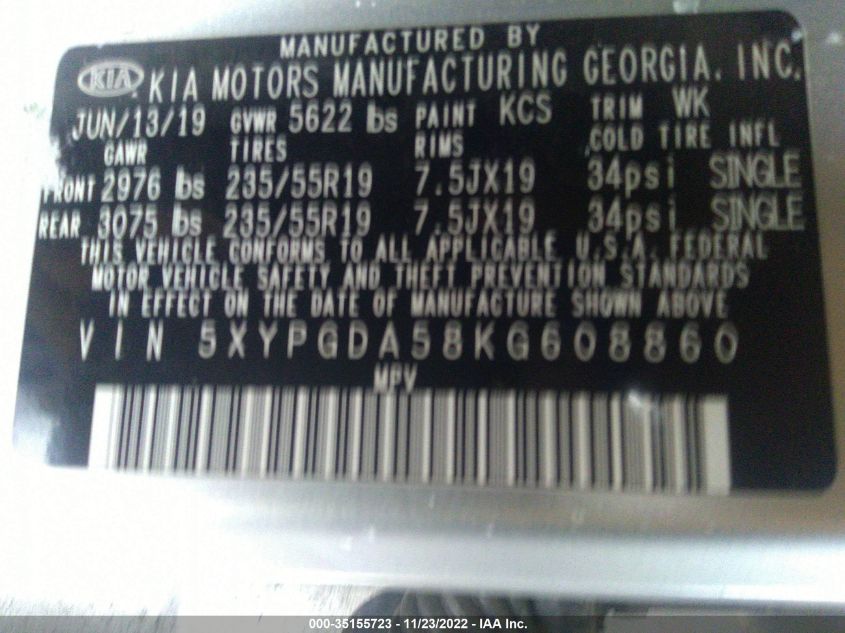 MANUFACTURED BY
KIA KIA MOTORS MANUFACTURING GEORGIA, INC.
JUN/13/19 GVWR 5622 lbs PAINT KCS TRIM WK
GAWR TIRES RIMS COLD TIRE INFL
FRONT 2976 lbs 235/55R19 7.5JX19 34psi SINGLE
REAR 3075 lbs 235/55R19 7.5JX19 34psi SINGLE
THIS VEHICLE CONFORMS TO ALL APPLICABLE U.S.A. FEDERAL
MOTOR VEHICLE SAFETY AND THEFT PREVENTION STANDARDS
IN EFFECT ON THE DATE OF MANUFACTURE SHOWN ABOVE
VIN 5XYPGDA58KG608860
MPV
000-35155723 - 11/23/2022 - IAA Inc.